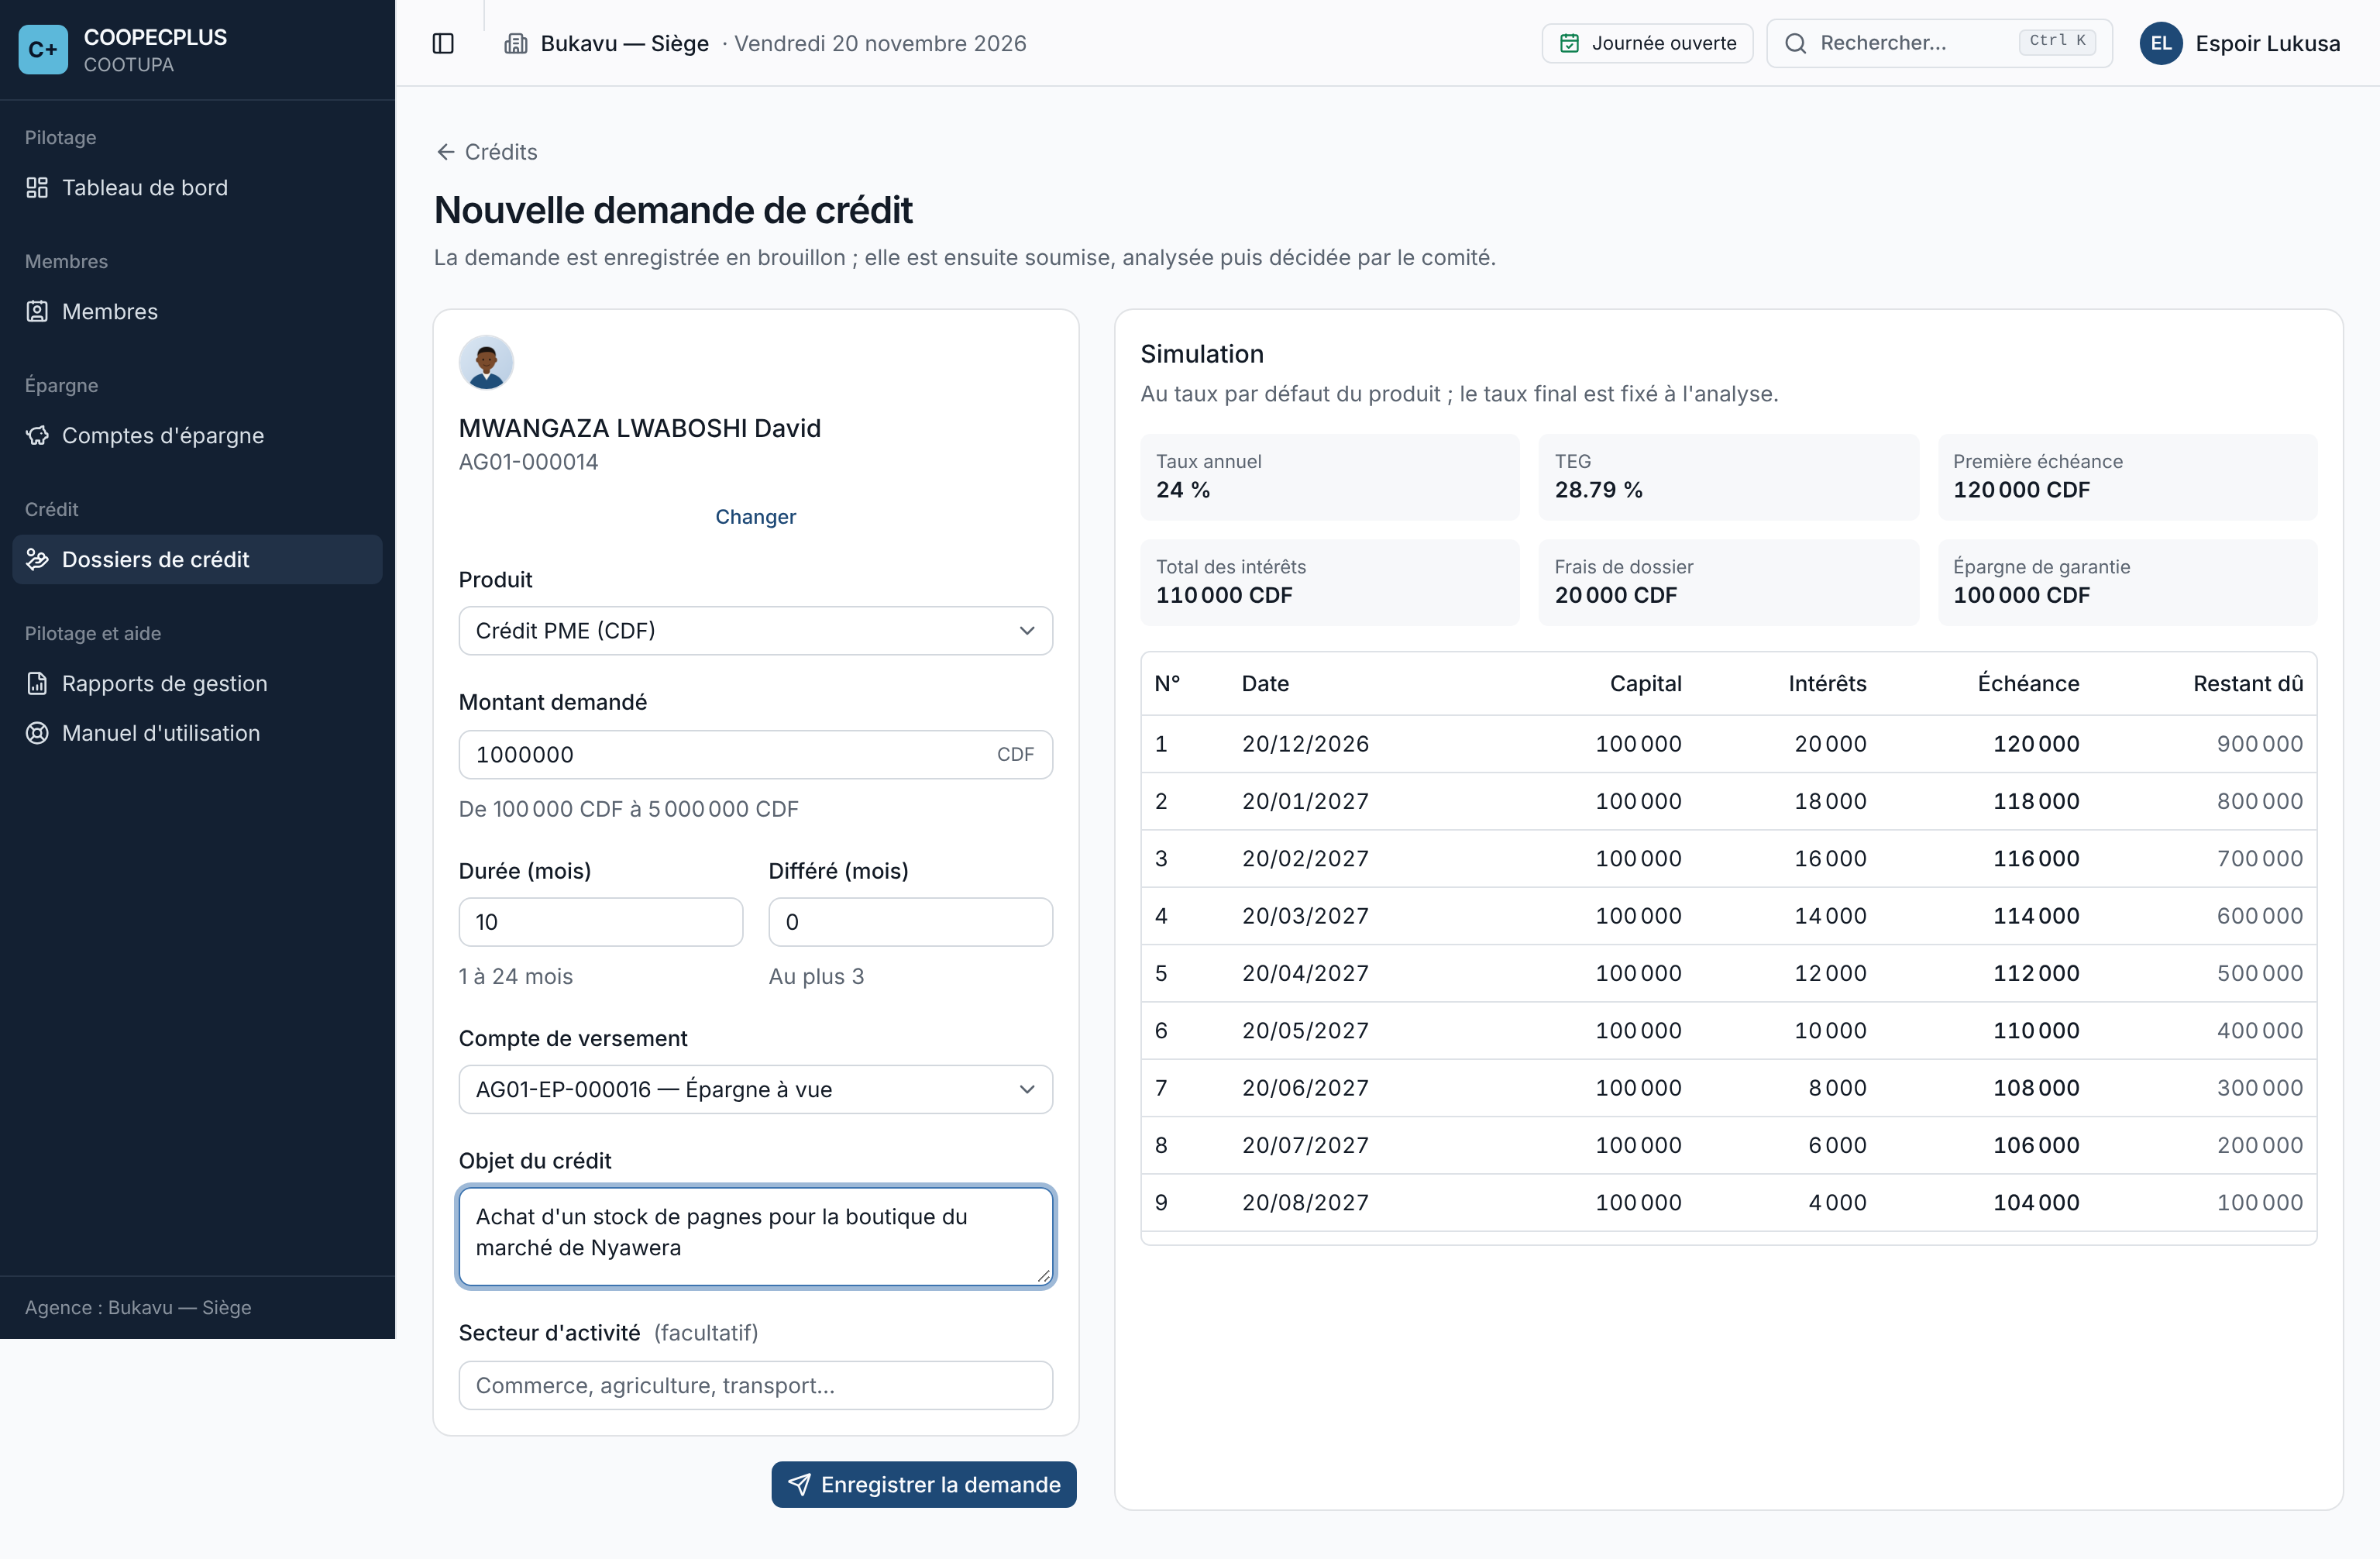 C+
COOPECPLUS
COOTUPA
Pilotage
Tableau de bord
Membres
Membres
Épargne
Comptes d'épargne
Crédit
Dossiers de crédit
Pilotage et aide
Rapports de gestion
Manuel d'utilisation
Agence : Bukavu — Siège
Bukavu — Siège · Vendredi 20 novembre 2026
Journée ouverte
Rechercher...
Ctrl K
EL
Espoir Lukusa
Crédits
Nouvelle demande de crédit
La demande est enregistrée en brouillon ; elle est ensuite soumise, analysée puis décidée par le comité.
MWANGAZA LWABOSHI David
AG01-000014
Changer
Produit
Crédit PME (CDF)
Montant demandé
1000000 CDF
De 100 000 CDF à 5 000 000 CDF
Durée (mois) Différé (mois)
10 0
1 à 24 mois Au plus 3
Compte de versement
AG01-EP-000016 — Épargne à vue
Objet du crédit
Achat d'un stock de pagnes pour la boutique du
marché de Nyawera
Secteur d'activité (facultatif)
Commerce, agriculture, transport...
Enregistrer la demande
Simulation
Au taux par défaut du produit ; le taux final est fixé à l'analyse.
Taux annuel
24 %
TEG
28.79 %
Première échéance
120 000 CDF
Total des intérêts
110 000 CDF
Frais de dossier
20 000 CDF
Épargne de garantie
100 000 CDF
N° Date Capital Intérêts Échéance Restant dû
1 20/12/2026 100 000 20 000 120 000 900 000
2 20/01/2027 100 000 18 000 118 000 800 000
3 20/02/2027 100 000 16 000 116 000 700 000
4 20/03/2027 100 000 14 000 114 000 600 000
5 20/04/2027 100 000 12 000 112 000 500 000
6 20/05/2027 100 000 10 000 110 000 400 000
7 20/06/2027 100 000 8 000 108 000 300 000
8 20/07/2027 100 000 6 000 106 000 200 000
9 20/08/2027 100 000 4 000 104 000 100 000